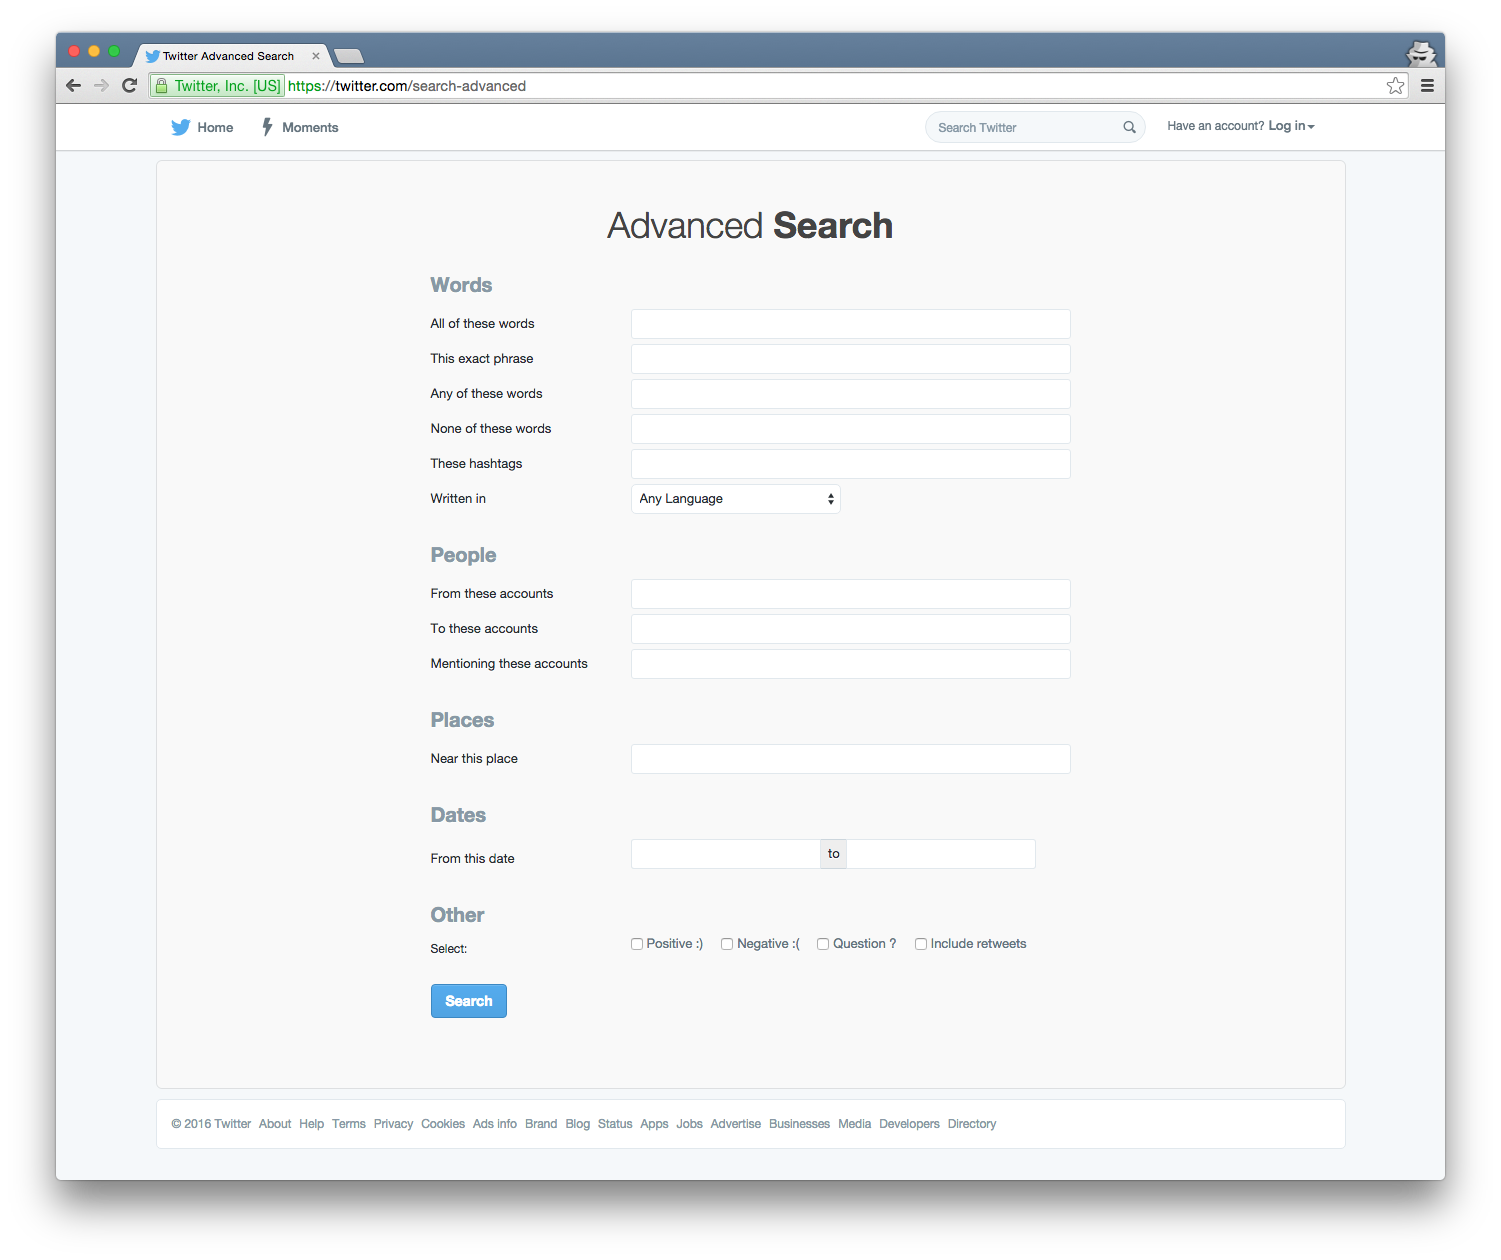 Twitter Advanced Search
Twitter, Inc. [US] https://twitter.com/search-advanced
Home Moments Search Twitter Have an account? Log in
Advanced Search
Words
All of these words
This exact phrase
Any of these words
None of these words
These hashtags
Written in Any Language
People
From these accounts
To these accounts
Mentioning these accounts
Places
Near this place
Dates
From this date to
Other
Select: Positive :) Negative :( Question ? Include retweets
Search
© 2016 Twitter About Help Terms Privacy Cookies Ads info Brand Blog Status Apps Jobs Advertise Businesses Media Developers Directory